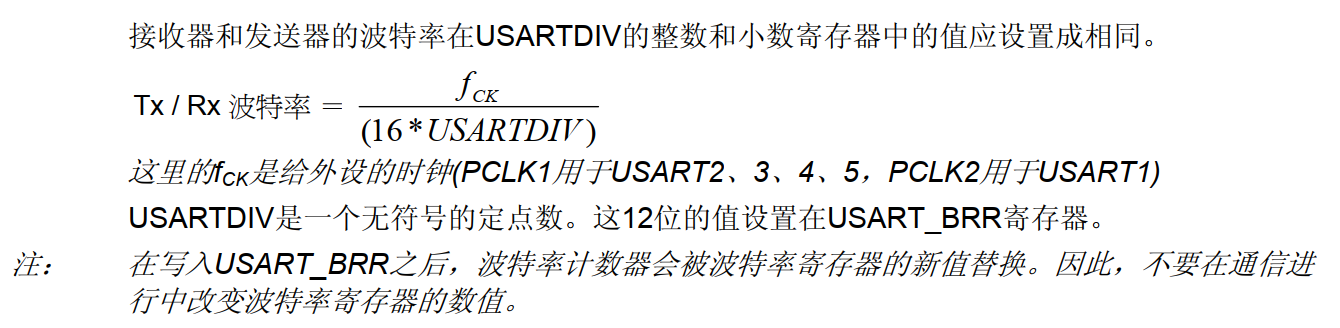 接收器和发送器的波特率在USARTDIV的整数和小数寄存器中的值应设置成相同。
Tx / Rx 波特率 = f_CK / (16*USARTDIV)
这里的fCK是给外设的时钟(PCLK1用于USART2、3、4、5，PCLK2用于USART1)
USARTDIV是一个无符号的定点数。这12位的值设置在USART_BRR寄存器。
注： 在写入USART_BRR之后，波特率计数器会被波特率寄存器的新值替换。因此，不要在通信进
行中改变波特率寄存器的数值。